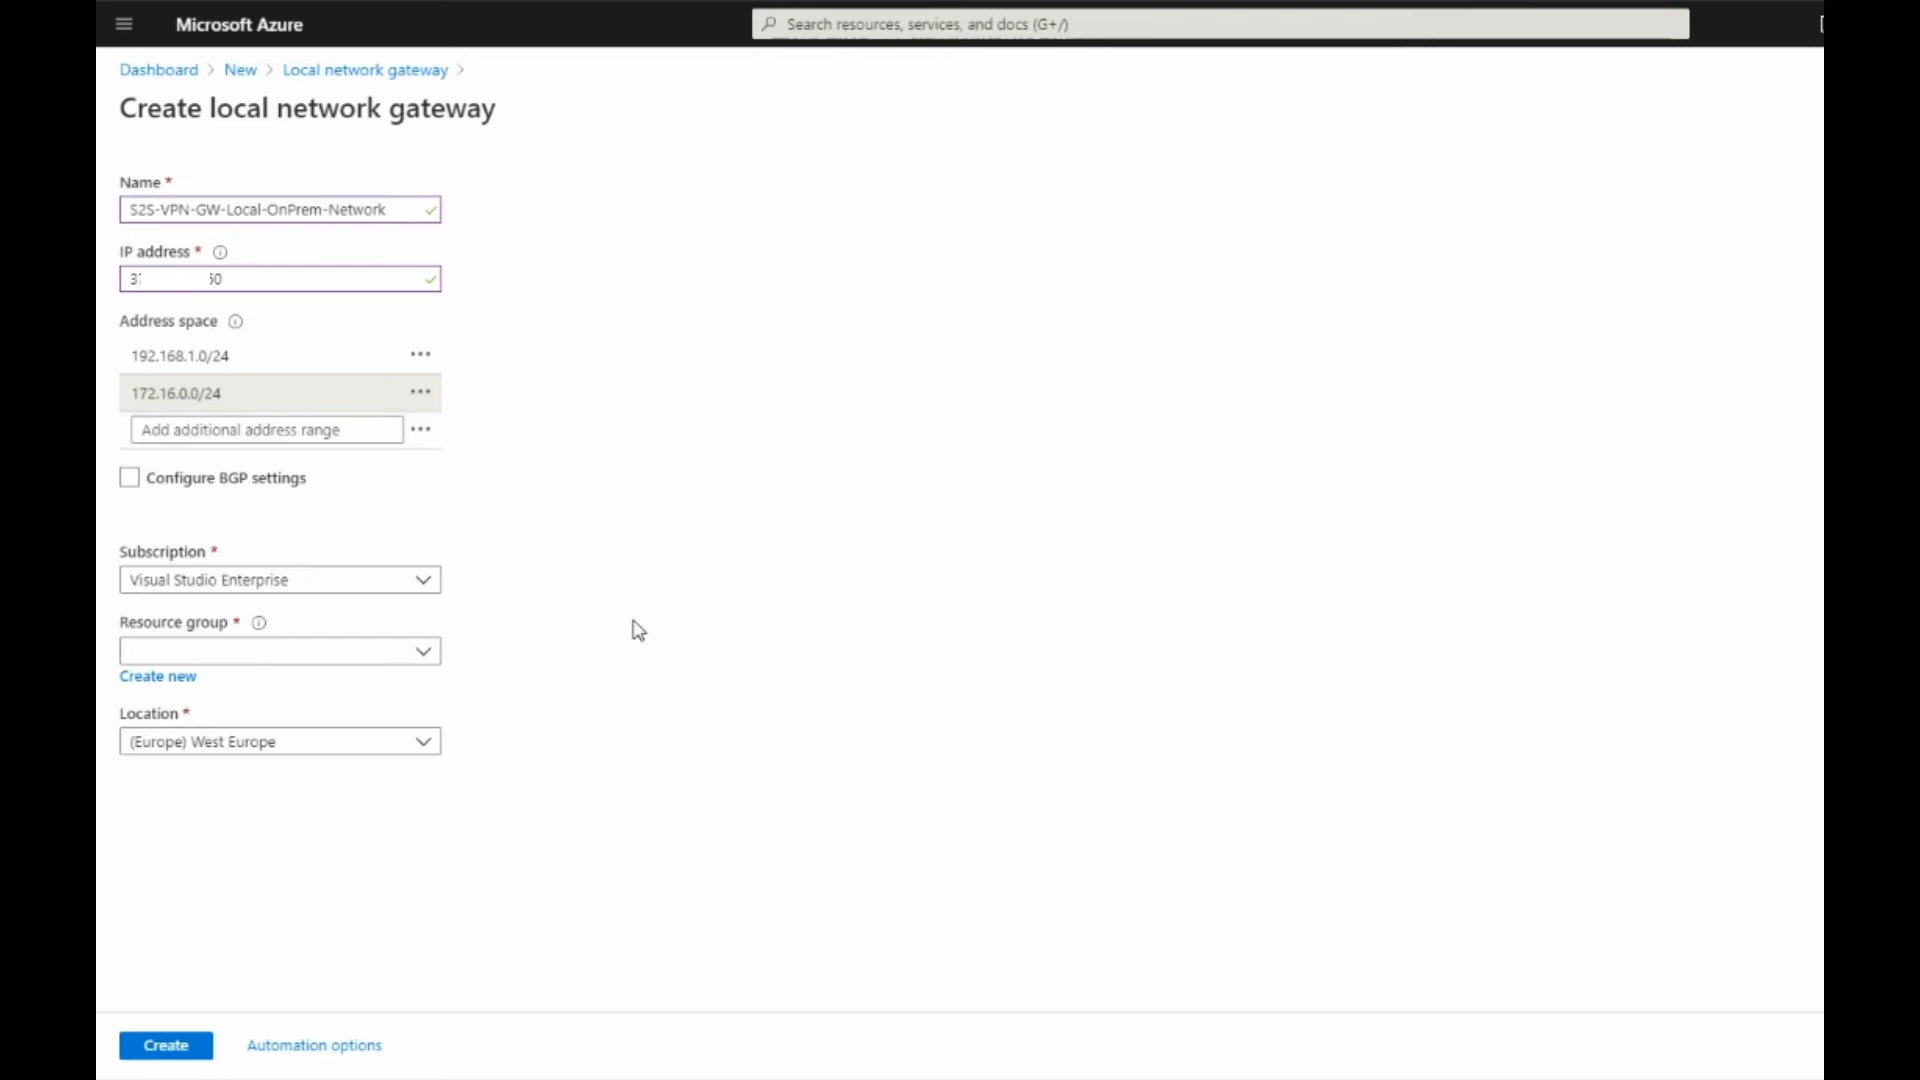 Microsoft Azure
Search resources, services, and docs (G+/)
Dashboard > New > Local network gateway >
Create local network gateway
Name *
S2S-VPN-GW-Local-OnPrem-Network
IP address *
Address space
192.168.1.0/24
172.16.0.0/24
Add additional address range
Configure BGP settings
Subscription *
Visual Studio Enterprise
Resource group *
Create new
Location *
(Europe) West Europe
Create
Automation options